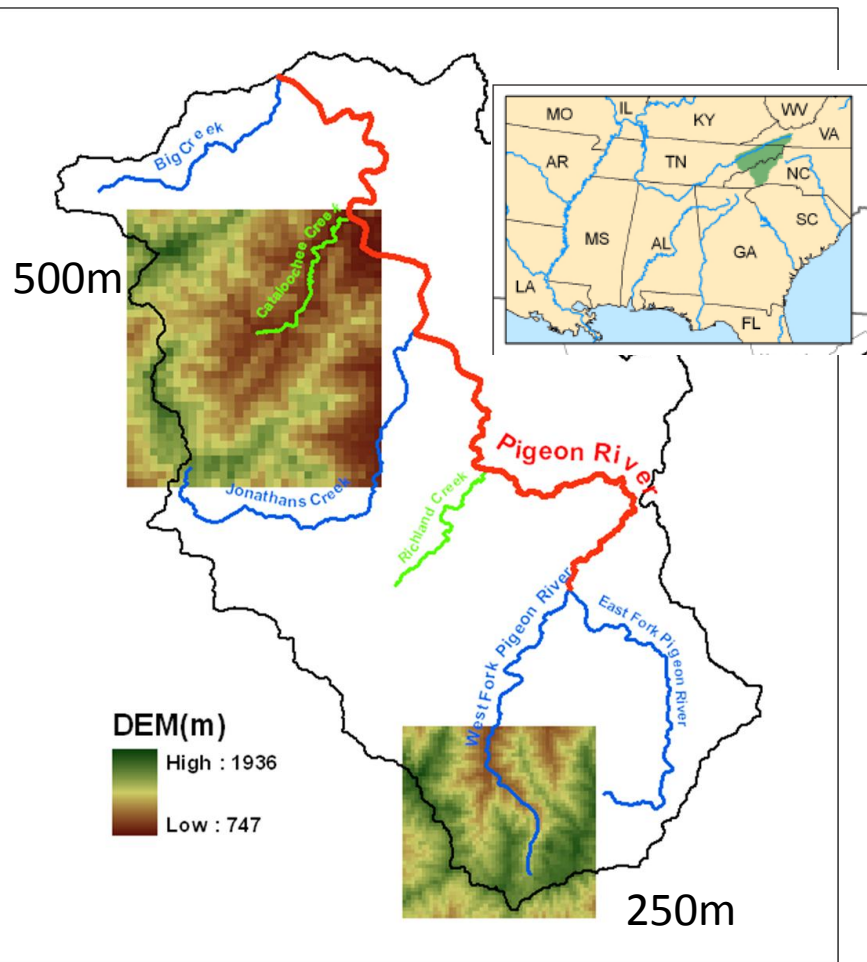 Big Creek
500m
Cataloochee Creek
Jonathans Creek
Pigeon River
Richland Creek
West Fork Pigeon River
East Fork Pigeon River
DEM(m)
High : 1936
Low : 747
250m
MO
IL
KY
WV
VA
AR
TN
NC
SC
MS
AL
GA
LA
FL